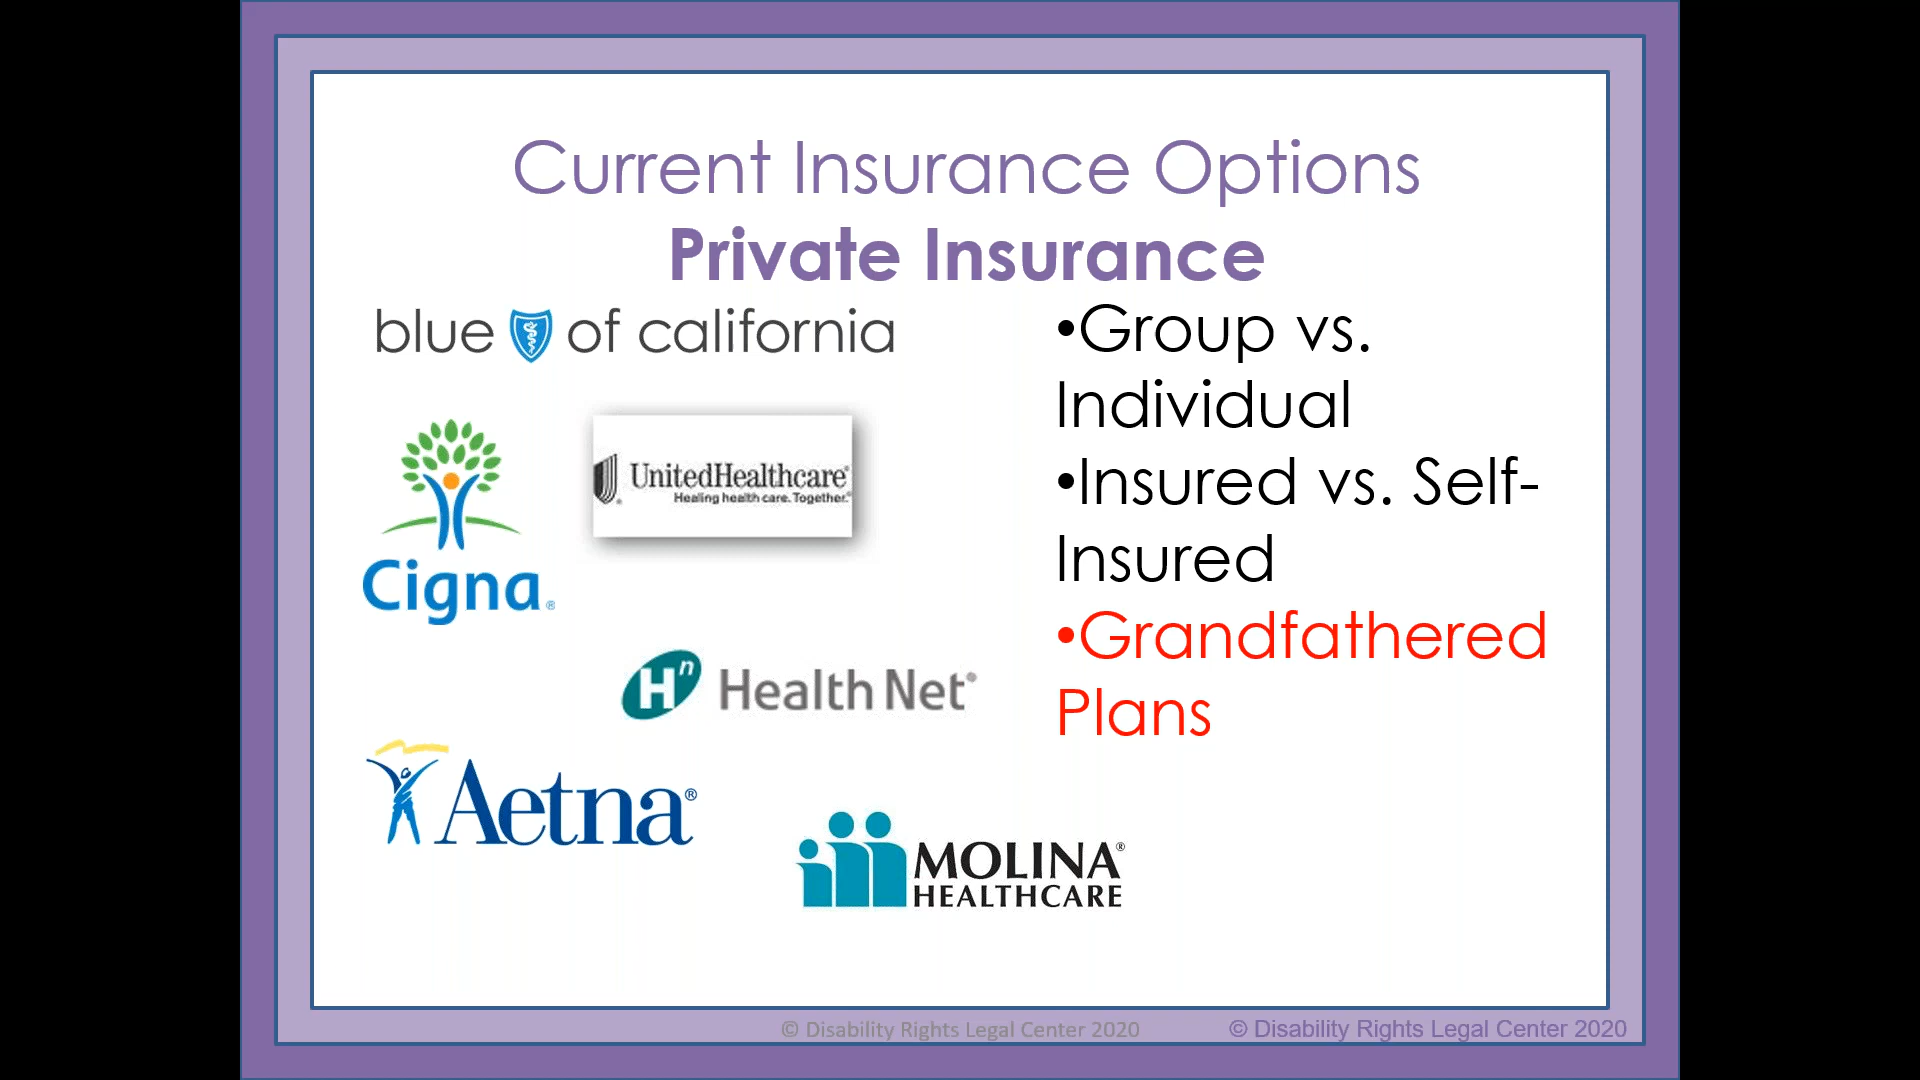 Current Insurance Options
Private Insurance
blue of california
Cigna®
UnitedHealthcare®
Healing health care. Together.®
Hn Health Net®
Aetna®
MOLINA®
HEALTHCARE
•Group vs.
Individual
•Insured vs. Self-
Insured
•Grandfathered
Plans
© Disability Rights Legal Center 2020
© Disability Rights Legal Center 2020